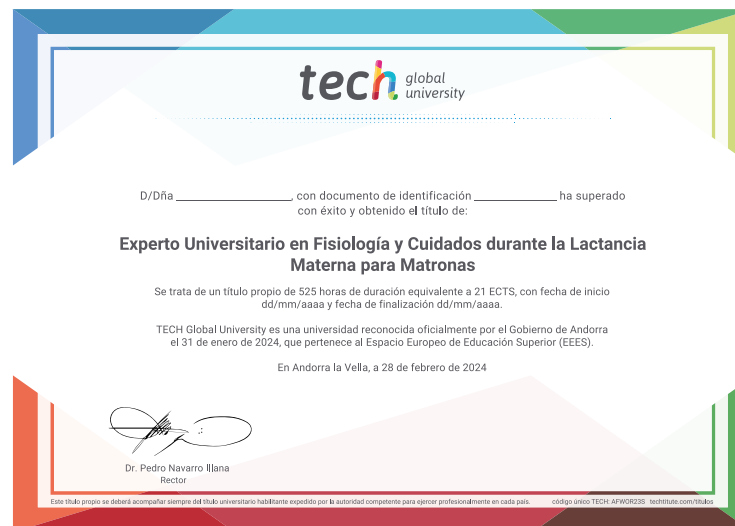 tech global university
D/Dña ____________________, con documento de identificación ______________ ha superado
con éxito y obtenido el título de:
Experto Universitario en Fisiología y Cuidados durante la Lactancia
Materna para Matronas
Se trata de un título propio de 525 horas de duración equivalente a 21 ECTS, con fecha de inicio
dd/mm/aaaa y fecha de finalización dd/mm/aaaa.
TECH Global University es una universidad reconocida oficialmente por el Gobierno de Andorra
el 31 de enero de 2024, que pertenece al Espacio Europeo de Educación Superior (EEES).
En Andorra la Vella, a 28 de febrero de 2024
Dr. Pedro Navarro Illana
Rector
Este título propio se deberá acompañar siempre del título universitario habilitante expedido por la autoridad competente para ejercer profesionalmente en cada país. código único TECH: AFWOR23S techtitute.com/titulos